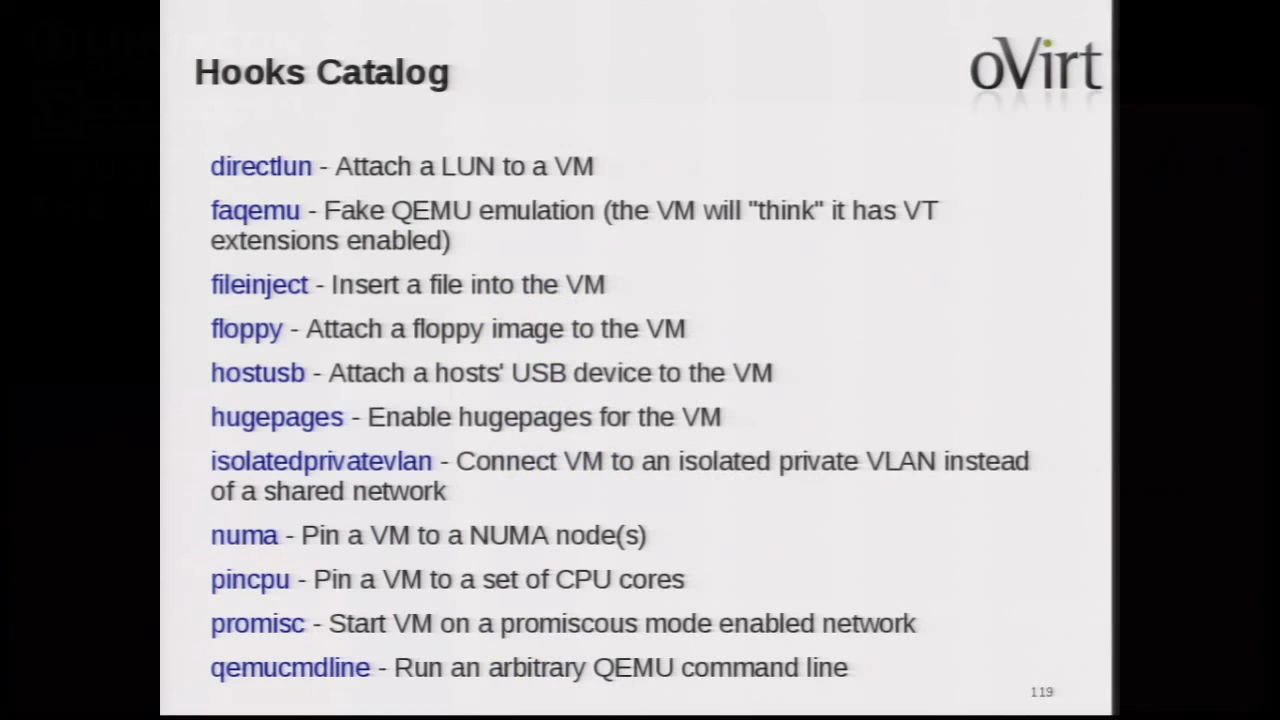 Hooks Catalog
oVirt
directlun - Attach a LUN to a VM
faqemu - Fake QEMU emulation (the VM will "think" it has VT
extensions enabled)
fileinject - Insert a file into the VM
floppy - Attach a floppy image to the VM
hostusb - Attach a hosts' USB device to the VM
hugepages - Enable hugepages for the VM
isolatedprivatevlan - Connect VM to an isolated private VLAN instead
of a shared network
numa - Pin a VM to a NUMA node(s)
pincpu - Pin a VM to a set of CPU cores
promisc - Start VM on a promiscous mode enabled network
qemucmdline - Run an arbitrary QEMU command line
119